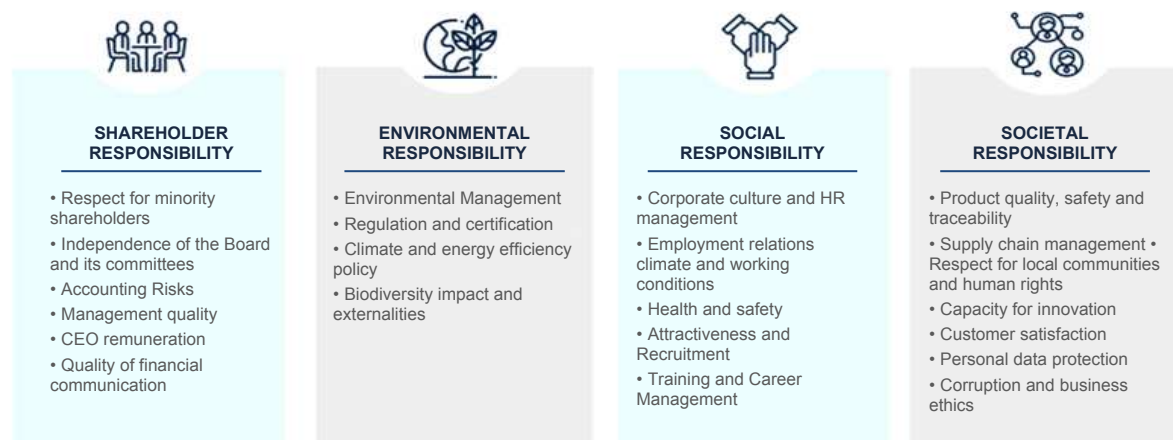 SHAREHOLDER
RESPONSIBILITY
• Respect for minority
shareholders
• Independence of the Board
and its committees
• Accounting Risks
• Management quality
• CEO remuneration
• Quality of financial
communication
ENVIRONMENTAL
RESPONSIBILITY
• Environmental Management
• Regulation and certification
• Climate and energy efficiency
policy
• Biodiversity impact and
externalities
SOCIAL
RESPONSIBILITY
• Corporate culture and HR
management
• Employment relations
climate and working
conditions
• Health and safety
• Attractiveness and
Recruitment
• Training and Career
Management
SOCIETAL
RESPONSIBILITY
• Product quality, safety and
traceability
• Supply chain management •
Respect for local communities
and human rights
• Capacity for innovation
• Customer satisfaction
• Personal data protection
• Corruption and business
ethics